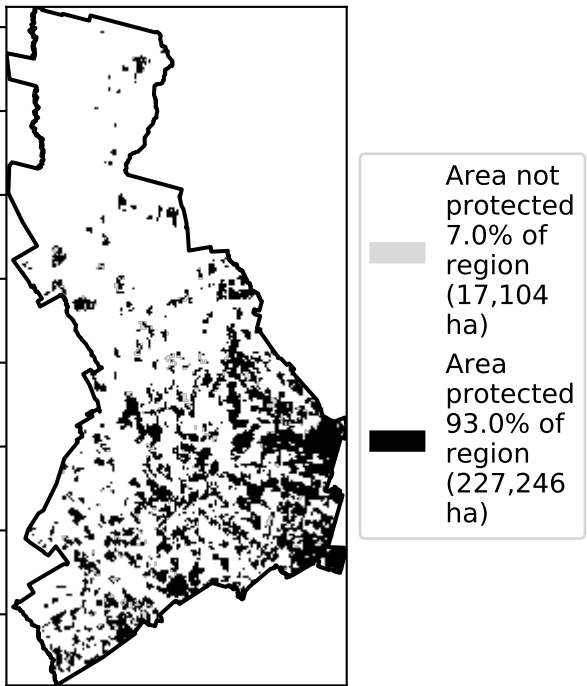 Area not
protected
7.0% of
region
(17,104
ha)
Area
protected
93.0% of
region
(227,246
ha)